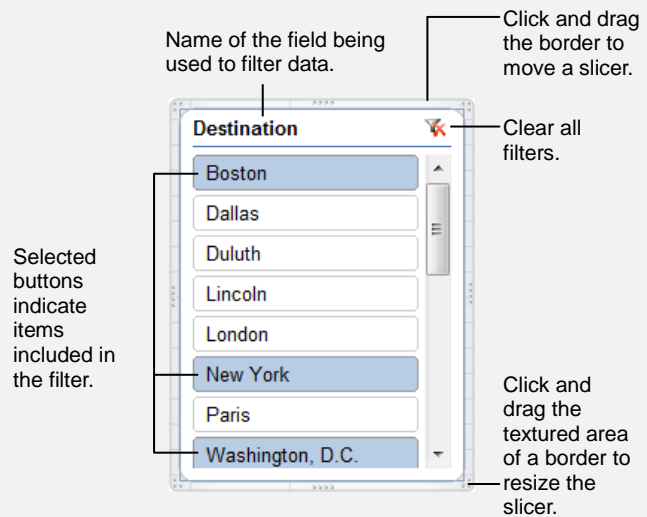 Name of the field being
used to filter data.
Click and drag
the border to
move a slicer.
Destination
Clear all
filters.
Boston
Dallas
Duluth
Lincoln
London
New York
Paris
Washington, D.C.
Selected
buttons
indicate
items
included in
the filter.
Click and
drag the
textured area
of a border to
resize the
slicer.